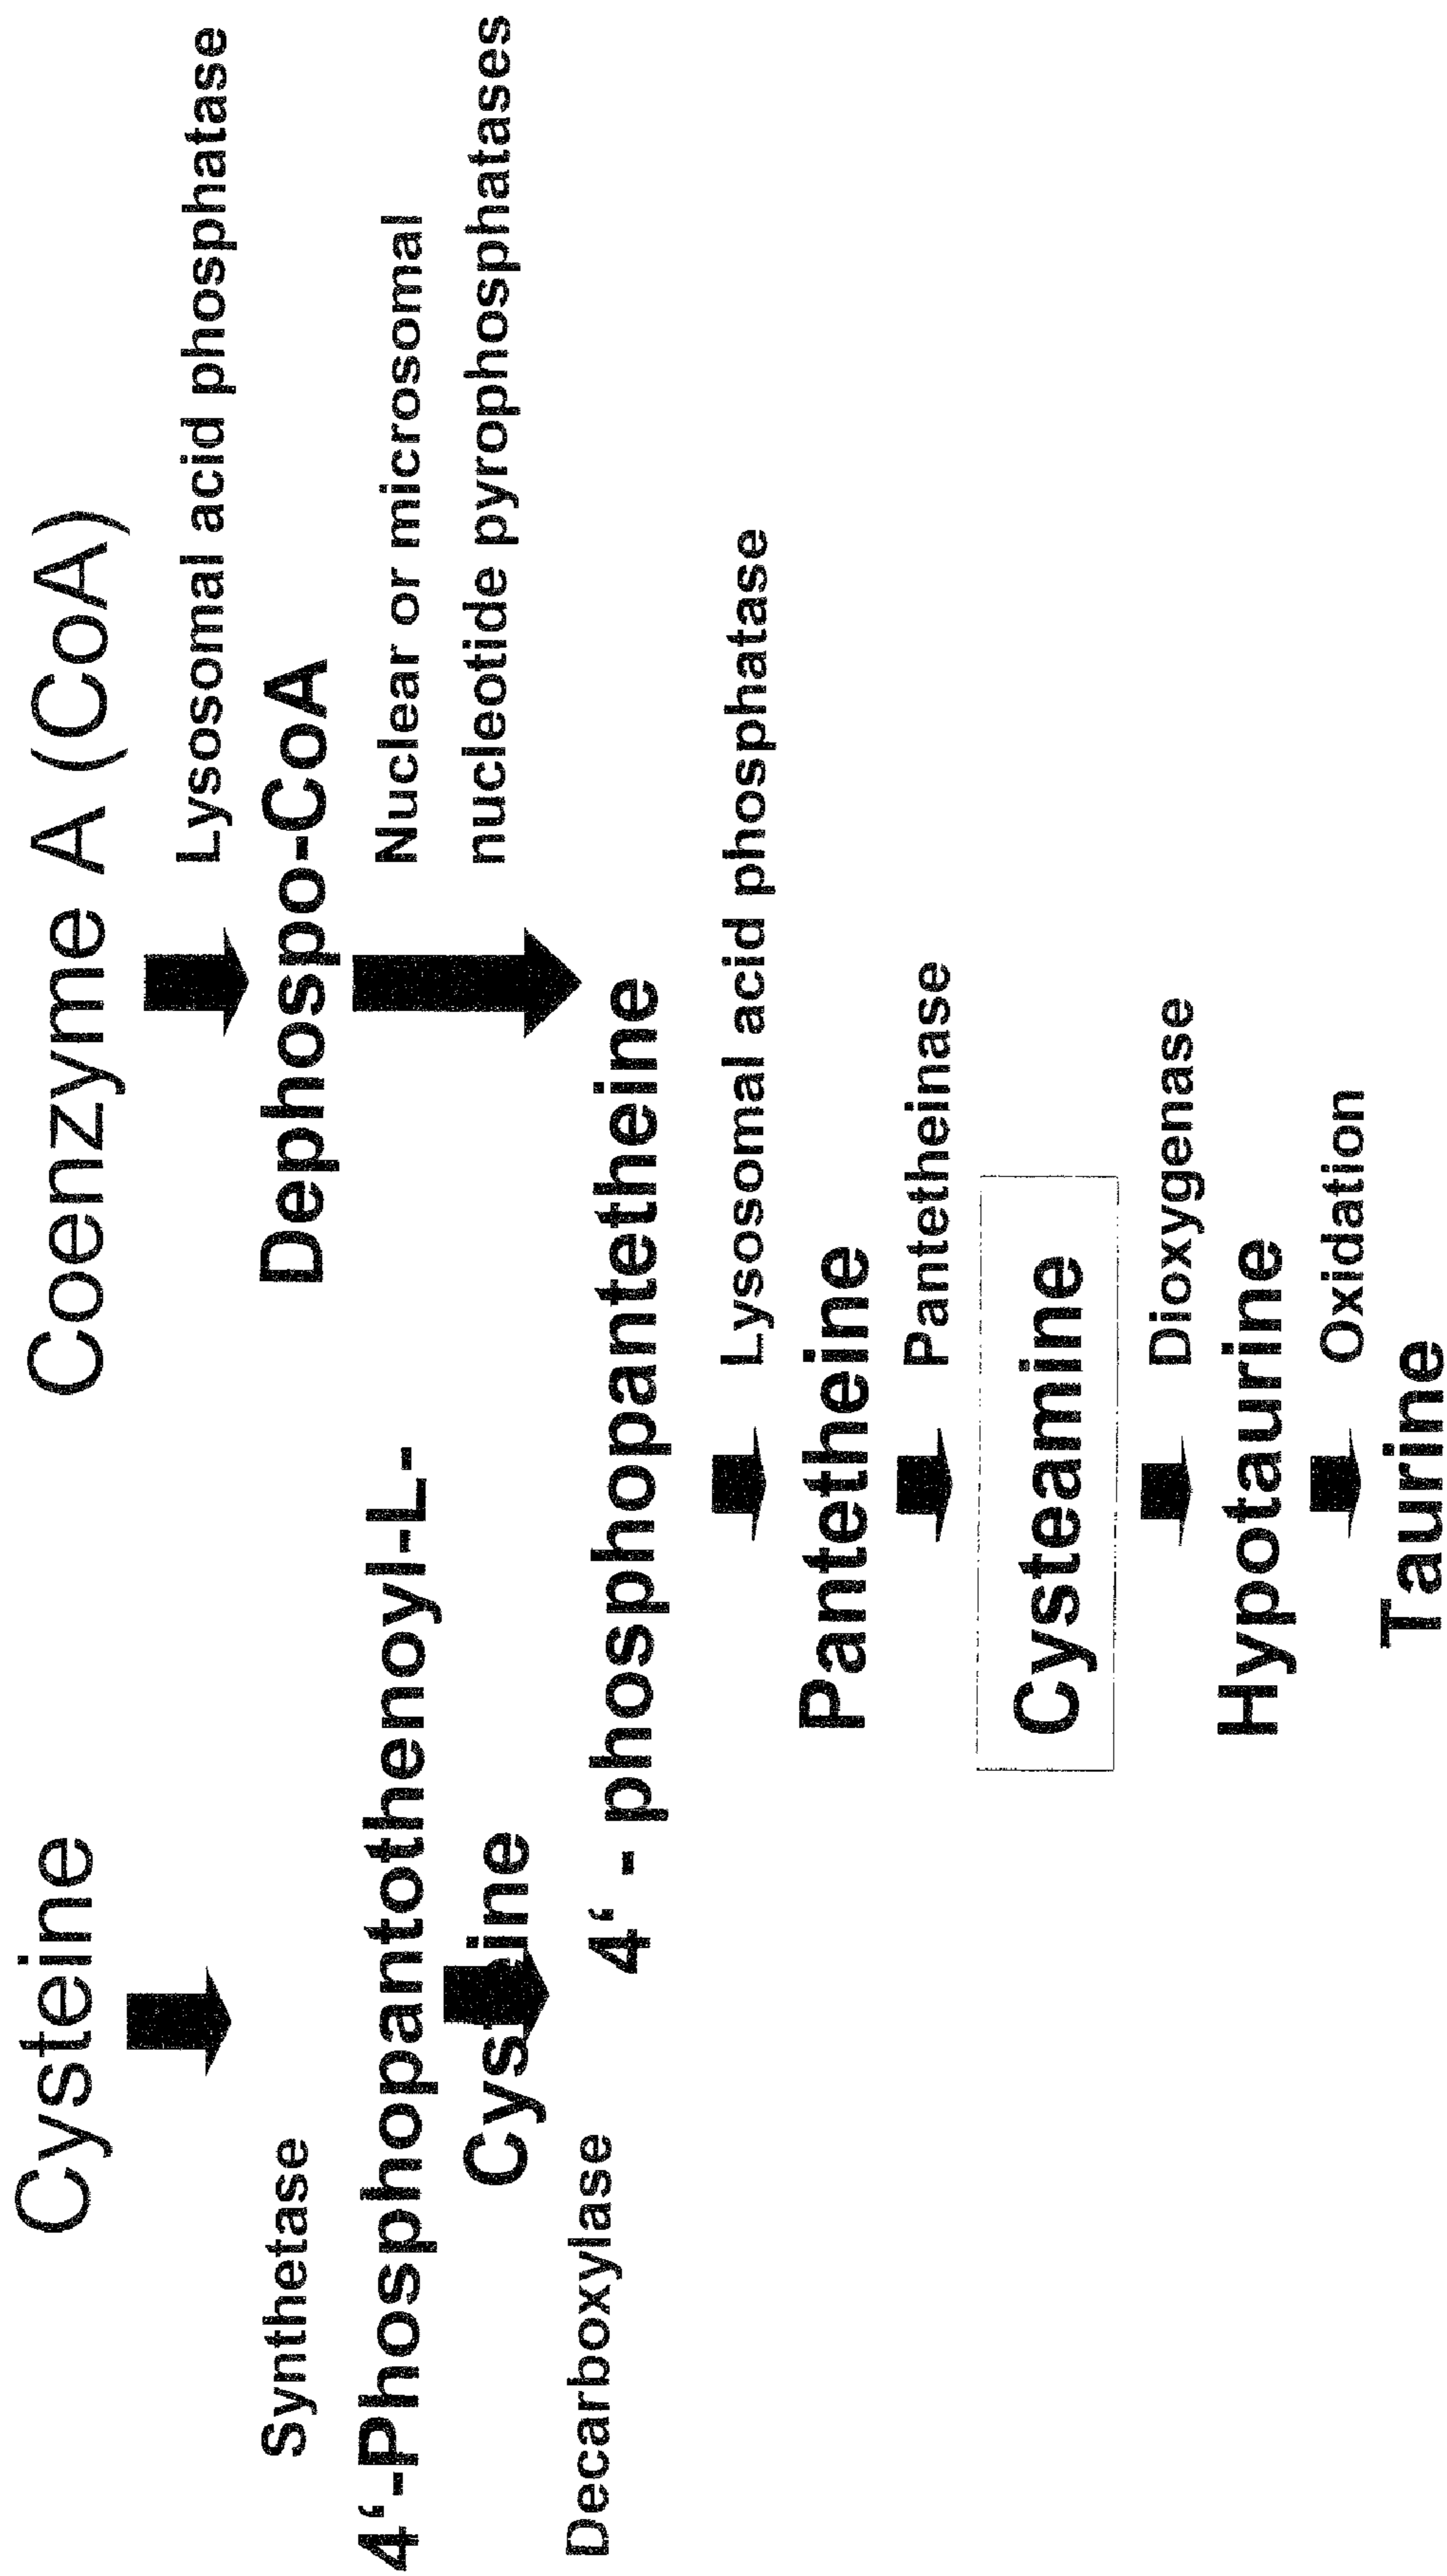 Cysteine
Coenzyme A (CoA)
Lysosomal acid phosphatase
Synthetase
Dephospo-CoA
4‘-Phosphopantothenoyl-L-
Cysteine
Nuclear or microsomal
nucleotide pyrophosphatases
Decarboxylase
4‘ - phosphopantetheine
Lysosomal acid phosphatase
Pantetheine
Pantetheinase
Cysteamine
Dioxygenase
Hypotaurine
Oxidation
Taurine